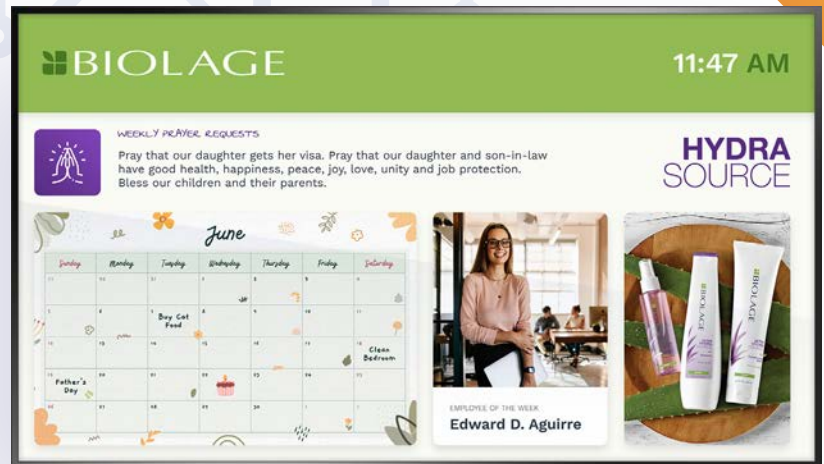 BIOLAGE
11:47 AM
WEEKLY PRAYER REQUESTS
Pray that our daughter gets her visa. Pray that our daughter and son-in-law
have good health, happiness, peace, joy, love, unity and job protection.
Bless our children and their parents.
HYDRA
SOURCE
June
Sunday Monday Tuesday Wednesday Thursday Friday Saturday
Buy Cat
Food
Clean
Bedroom
Father's
Day
EMPLOYEE OF THE WEEK
Edward D. Aguirre
BIOLAGE
BIOLAGE